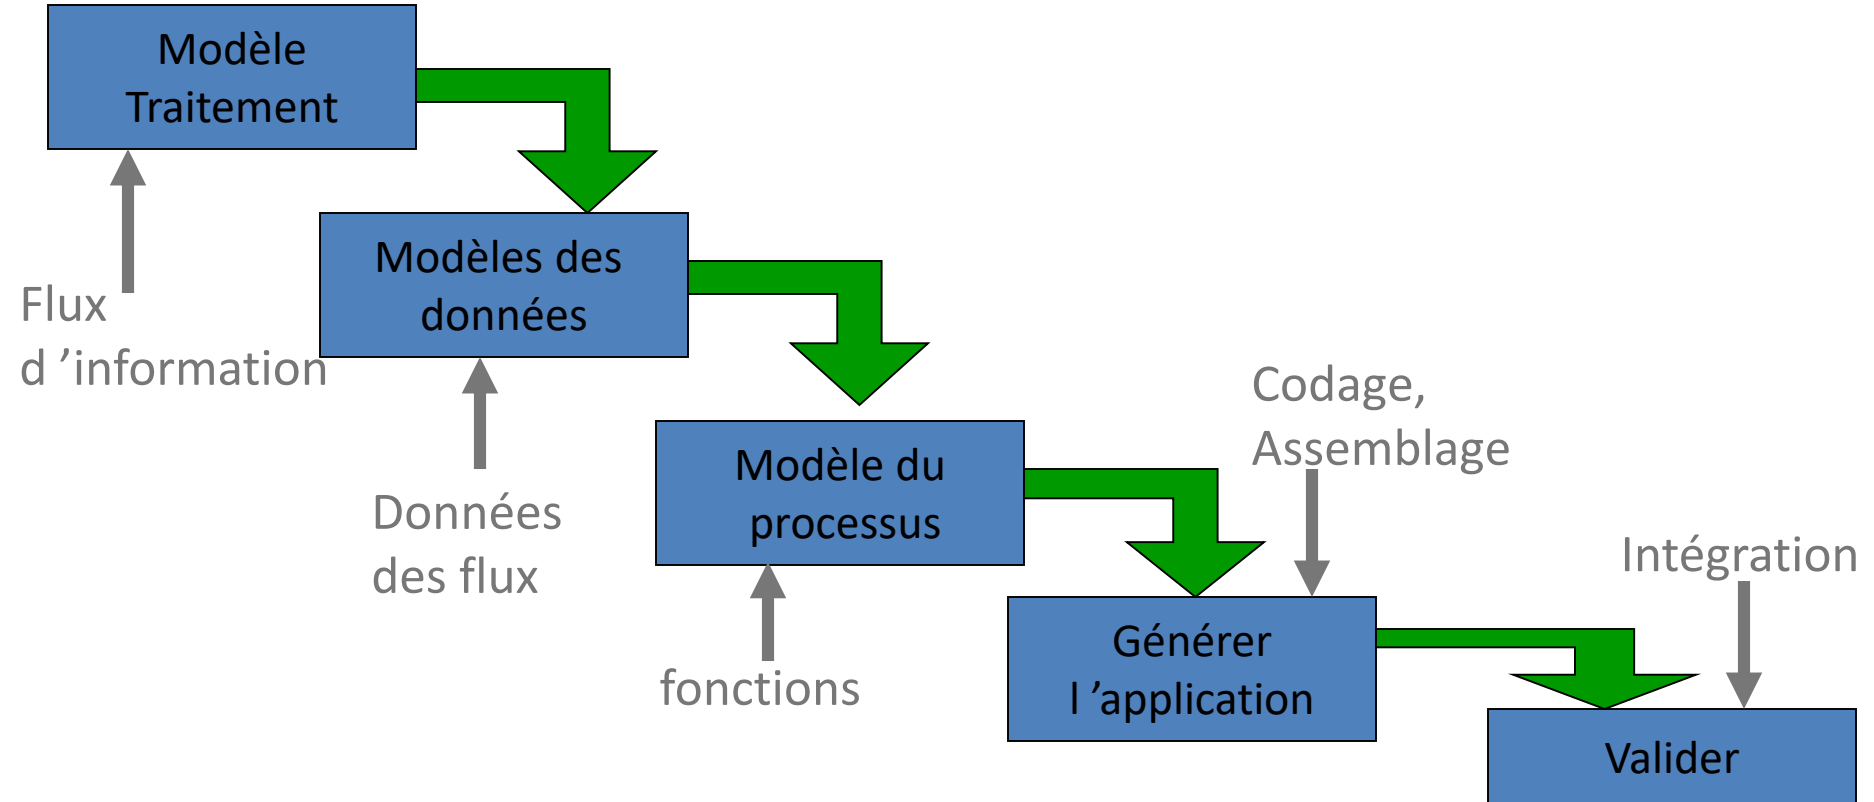 Modèle
Traitement
Flux
d ’information
Modèles des
données
Données
des flux
Modèle du
processus
fonctions
Codage,
Assemblage
Générer
l ’application
Intégration
Valider